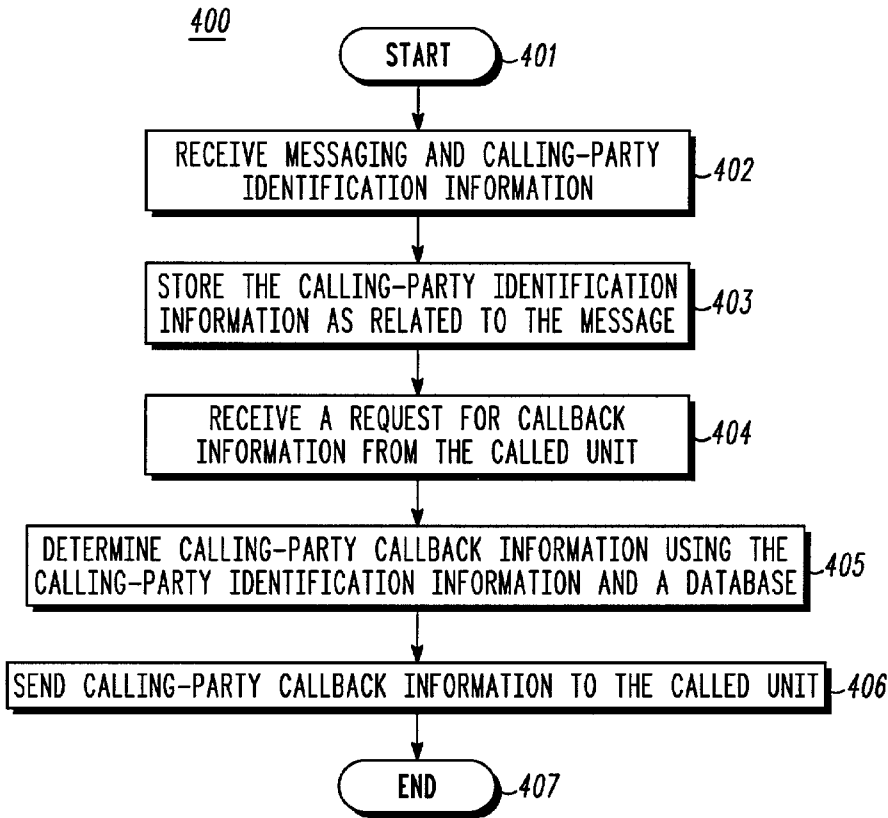 400
START 401
RECEIVE MESSAGING AND CALLING-PARTY
IDENTIFICATION INFORMATION
402
STORE THE CALLING-PARTY IDENTIFICATION
INFORMATION AS RELATED TO THE MESSAGE
403
RECEIVE A REQUEST FOR CALLBACK
INFORMATION FROM THE CALLED UNIT
404
DETERMINE CALLING-PARTY CALLBACK INFORMATION USING THE
CALLING-PARTY IDENTIFICATION INFORMATION AND A DATABASE
405
SEND CALLING-PARTY CALLBACK INFORMATION TO THE CALLED UNIT 406
END 407